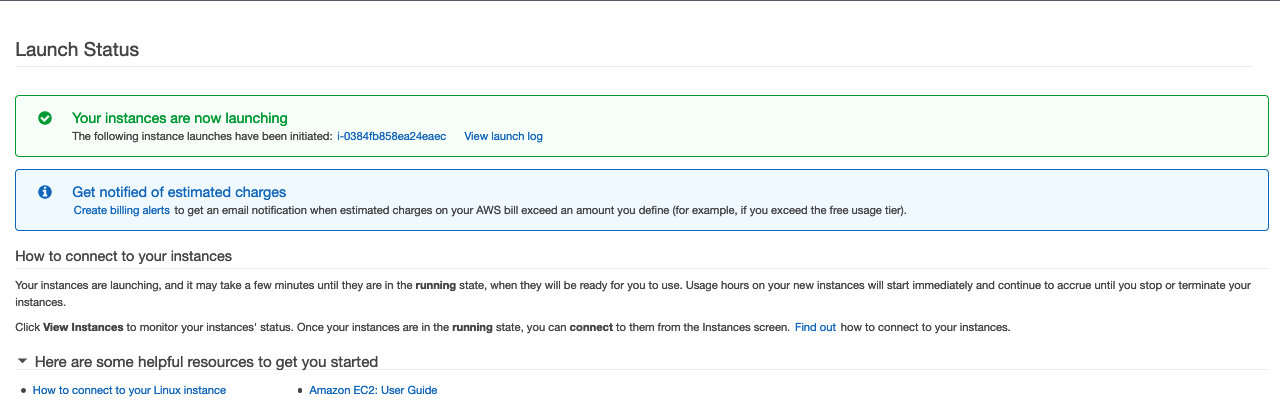 Launch Status
Your instances are now launching
The following instance launches have been initiated: i-0384fb858ea24eaec View launch log
Get notified of estimated charges
Create billing alerts to get an email notification when estimated charges on your AWS bill exceed an amount you define (for example, if you exceed the free usage tier).
How to connect to your instances
Your instances are launching, and it may take a few minutes until they are in the running state, when they will be ready for you to use. Usage hours on your new instances will start immediately and continue to accrue until you stop or terminate your
instances.
Click View Instances to monitor your instances' status. Once your instances are in the running state, you can connect to them from the Instances screen. Find out how to connect to your instances.
Here are some helpful resources to get you started
• How to connect to your Linux instance • Amazon EC2: User Guide